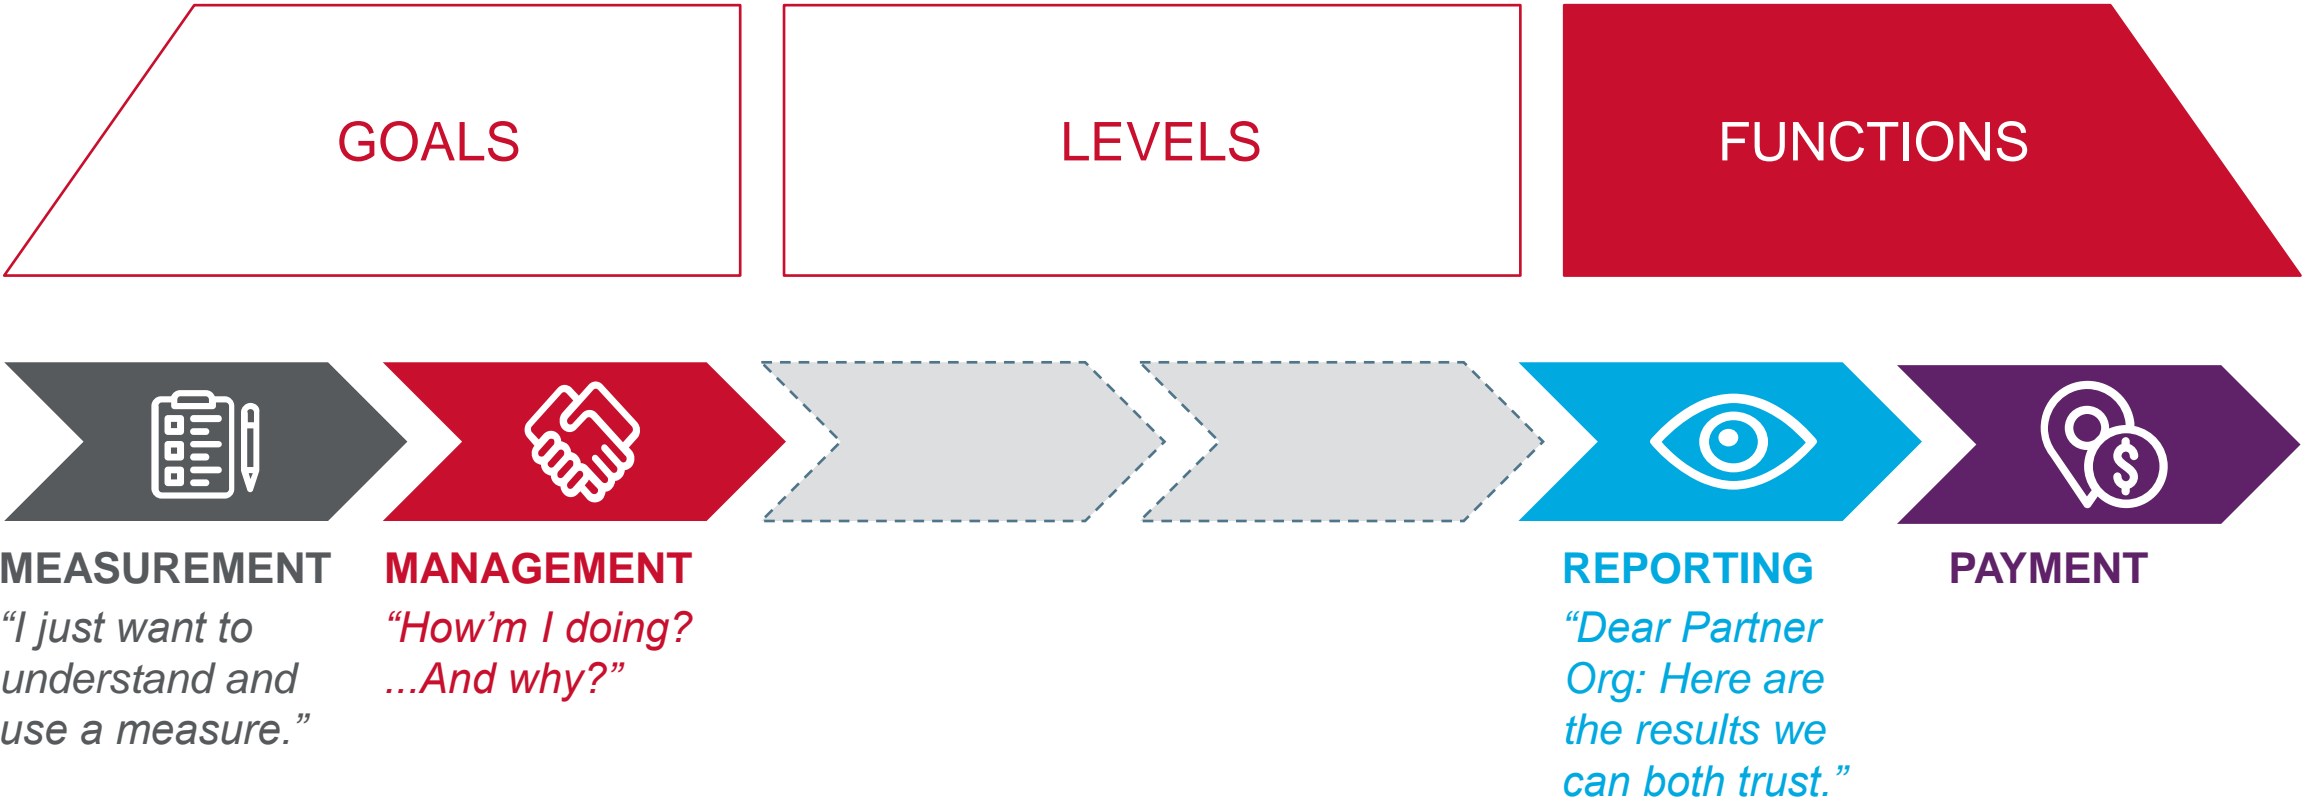 GOALS
LEVELS
FUNCTIONS
$
MEASUREMENT
“I just want to
understand and
use a measure.”
MANAGEMENT
“How’m I doing?
...And why?”
REPORTING
“Dear Partner
Org: Here are
the results we
can both trust.”
PAYMENT